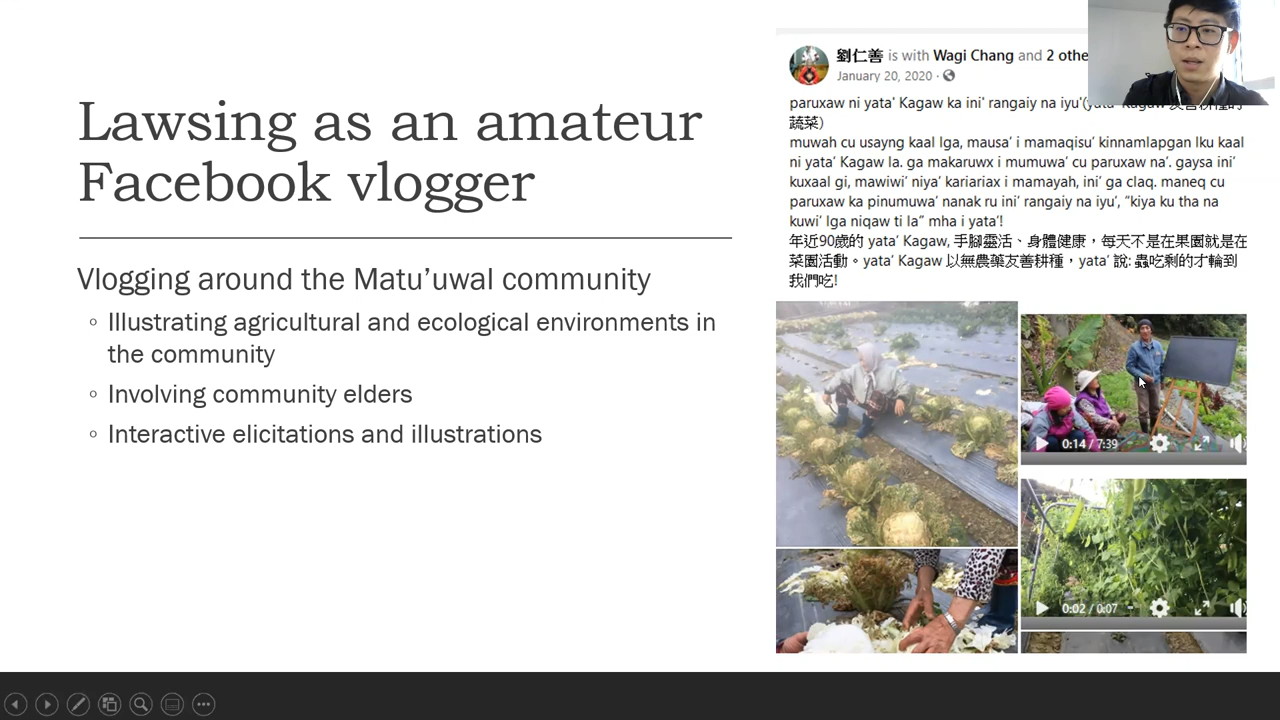 Lawsing as an amateur
Facebook vlogger
Vlogging around the Matu’uwal community
Illustrating agricultural and ecological environments in
the community
Involving community elders
Interactive elicitations and illustrations
劉仁善 is with Wagi Chang and 2 othe
January 20, 2020 ·
paruxaw ni yata' Kagaw ka ini' rangaiy na iyu'(
蔬菜)
muwah cu usayng kaal lga, mausa’ i mamaqisu’ kinnamlapgan lku kaal
ni yata’ Kagaw la. ga makaruwx i mumuwa’ cu paruxaw na’. gaysa ini’
kuxaal gi, mawiwi’ niya’ kariariax i mamayah, ini’ ga claq. maneq cu
paruxaw ka pinumuwa’ nanak ru ini’ rangaiy na iyu’, “kiya ku tha na
kuwi’ lga niqaw ti la” mha i yata’!
年近90歲的 yata’ Kagaw, 手腳靈活、身體健康，每天不是在果園就是在
菜園活動。yata’ Kagaw 以無農藥友善耕種，yata’ 說: 蟲吃剩的才輪到
我們吃!
0:14 / 7:39
0:02 / 0:07